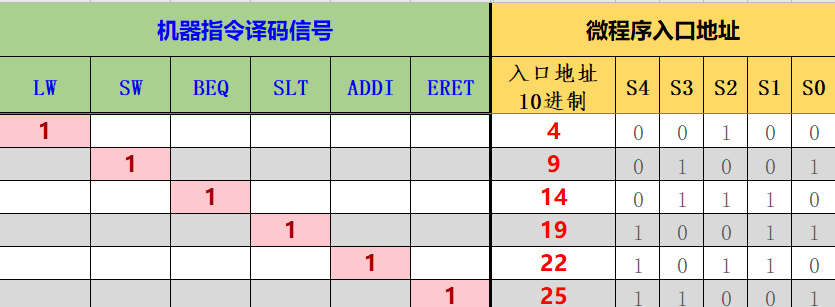 机器指令译码信号 微程序入口地址
LW SW BEQ SLT ADDI ERET 入口地址 S4 S3 S2 S1 S0
10进制
1 4 0 0 1 0 0
1 9 0 1 0 0 1
1 14 0 1 1 1 0
1 19 1 0 0 1 1
1 22 1 0 1 1 0
1 25 1 1 0 0 1